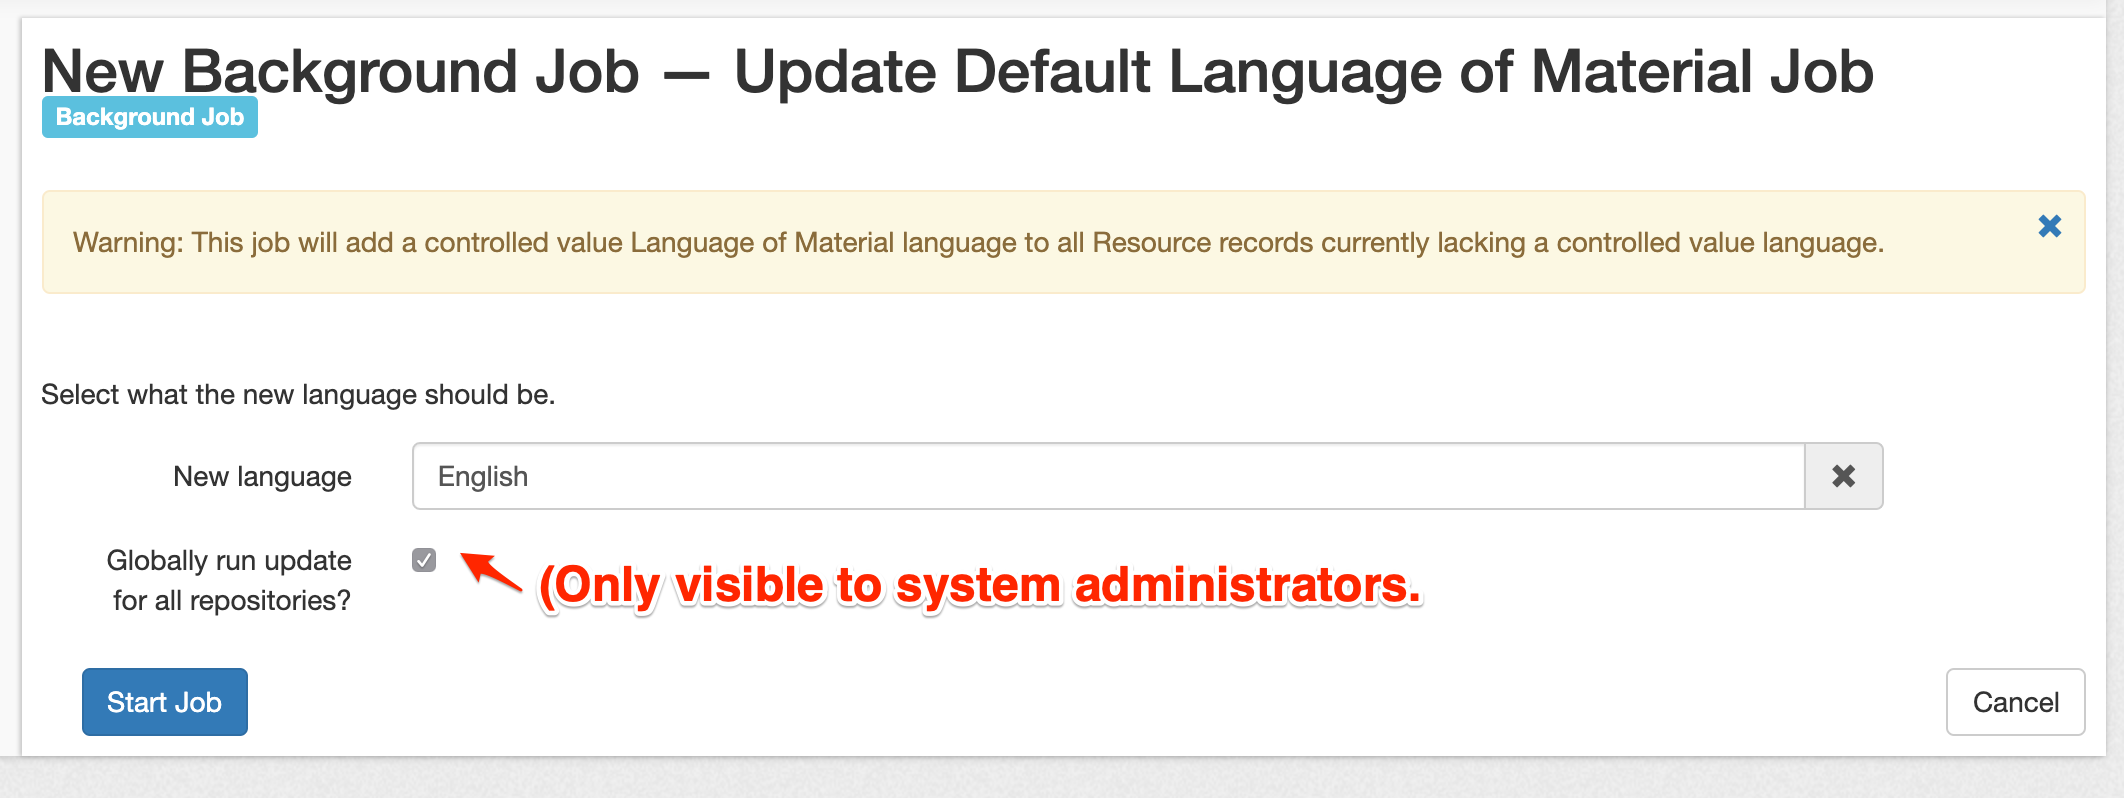 New Background Job — Update Default Language of Material Job
Background Job
Warning: This job will add a controlled value Language of Material language to all Resource records currently lacking a controlled value language.
Select what the new language should be.
New language
English
Globally run update
for all repositories?
(Only visible to system administrators.
Start Job
Cancel